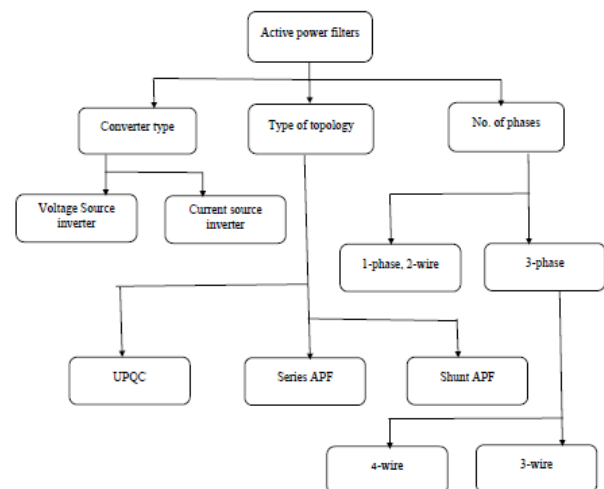 Active power filters
Converter type
Type of topology
No. of phases
Voltage Source
inverter
Current source
inverter
1-phase, 2-wire
3-phase
UPQC
Series APF
Shunt APF
4-wire
3-wire